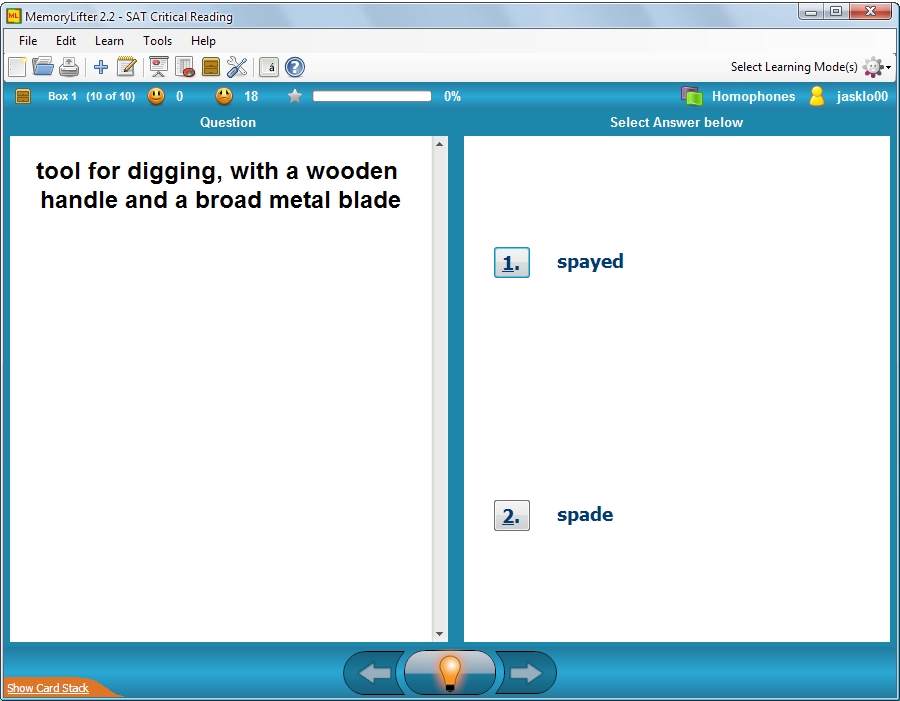 MemoryLifter 2.2 - SAT Critical Reading
File Edit Learn Tools Help
á ? Select Learning Mode(s)
Box 1 (10 of 10) 0 18 0% Homophones jasklo00
Question
Select Answer below
tool for digging, with a wooden
handle and a broad metal blade
1. spayed
2. spade
Show Card Stack